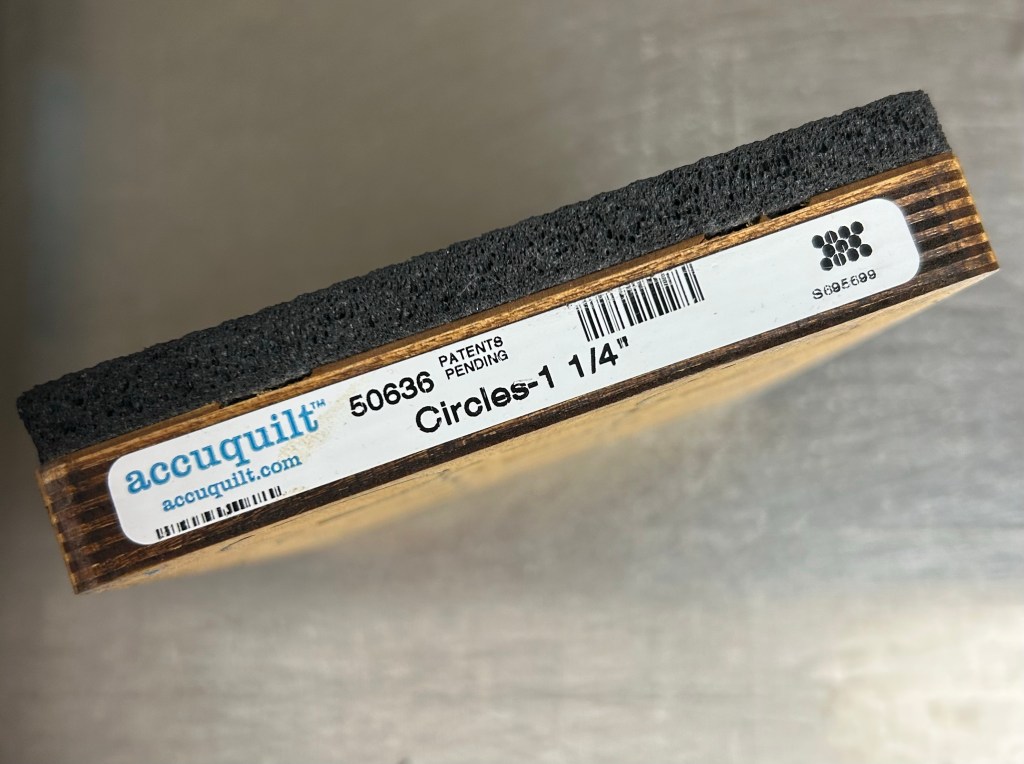 accuquilt™
accuquilt.com
50636
PATENTS
PENDING
Circles-1 1/4"
S695699